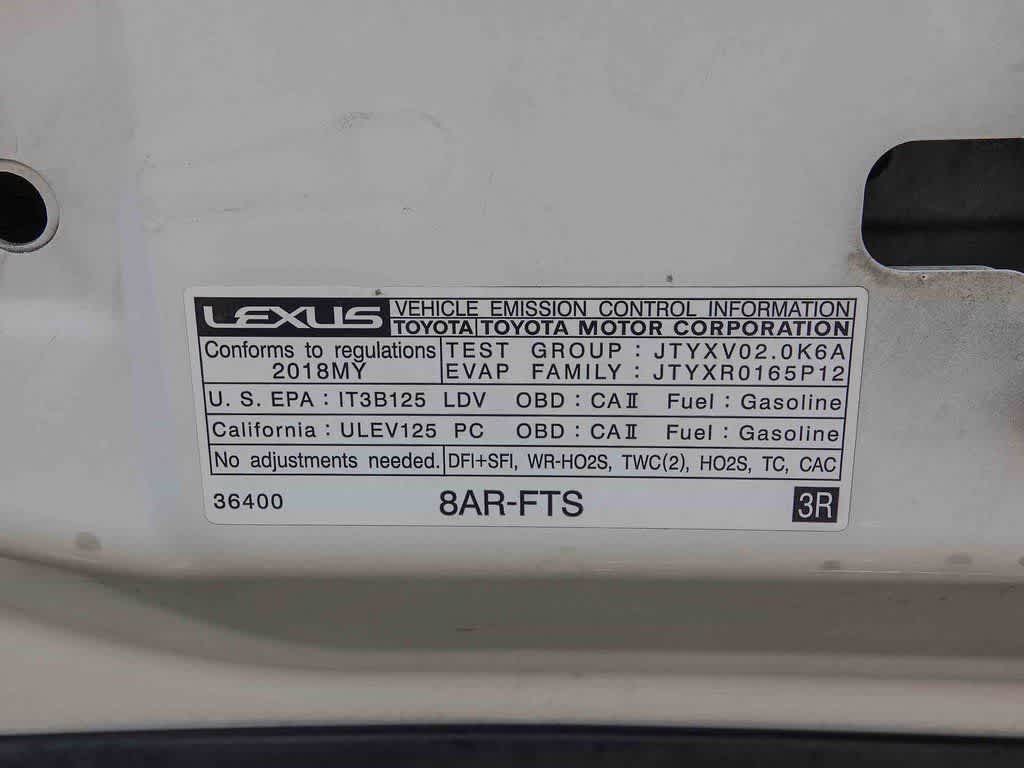 LEXUS VEHICLE EMISSION CONTROL INFORMATION
TOYOTA/TOYOTA MOTOR CORPORATION
Conforms to regulations
2018MY
TEST GROUP : JTYXV02.0K6A
EVAP FAMILY : JTYXR0165P12
U. S. EPA : IT3B125 LDV OBD : CAⅡ Fuel : Gasoline
California : ULEV125 PC OBD : CAⅡ Fuel : Gasoline
No adjustments needed. DFI+SFI, WR-HO2S, TWC(2), HO2S, TC, CAC
36400 8AR-FTS 3R